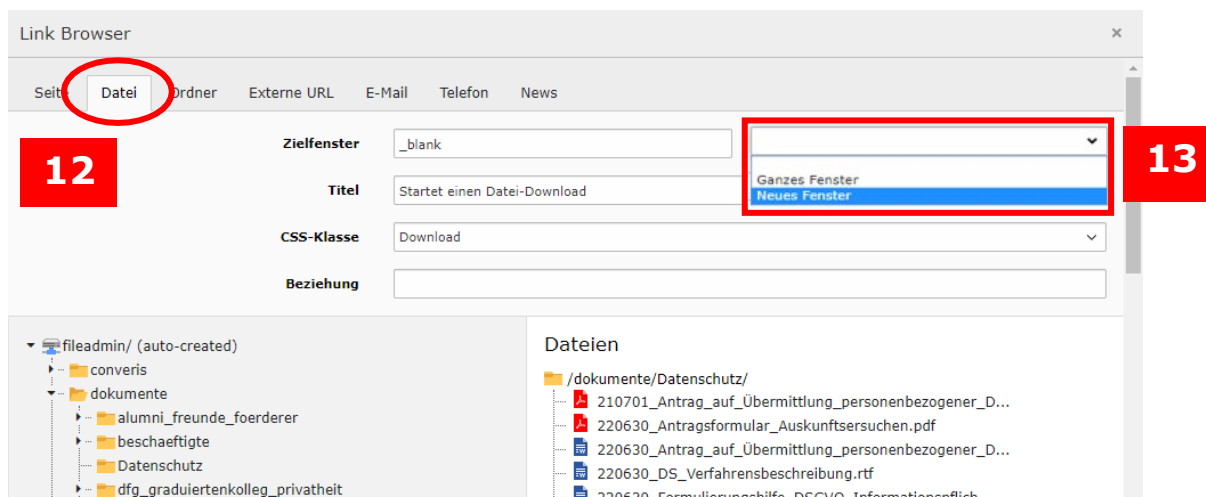 Link Browser ×
Seite Datei Ordner Externe URL E-Mail Telefon News
12
Zielfenster _blank
13
Ganzes Fenster
Neues Fenster
Titel Startet einen Datei-Download
CSS-Klasse Download
Beziehung
fileadmin/ (auto-created)
converis
dokumente
alumni_freunde_foerderer
beschaeftigte
Datenschutz
dfg_graduiertenkolleg_privatheit
Dateien
/dokumente/Datenschutz/
210701_Antrag_auf_Übermittlung_personenbezogener_D...
220630_Antragsformular_Auskunftsersuchen.pdf
220630_Antrag_auf_Übermittlung_personenbezogener_D...
220630_DS_Verfahrensbeschreibung.rtf
220630_Formulierungshilfe_DSGVO_Informationspflich...